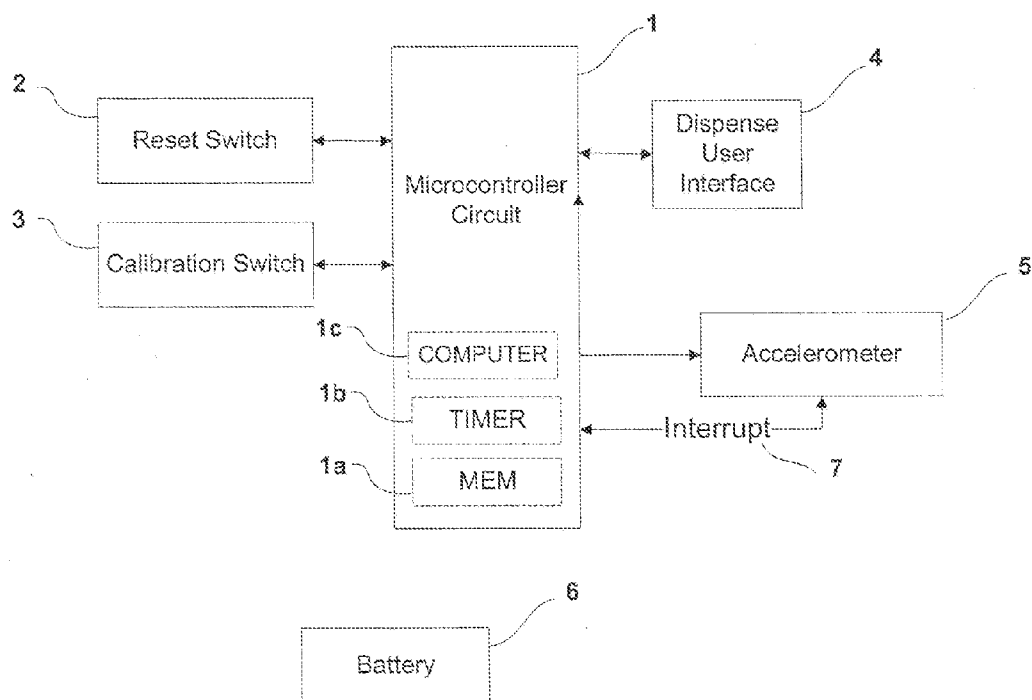 1
2
Reset Switch
4
Dispense
User
Interface
Microcontroller
Circuit
3
Calibration Switch
5
Accelerometer
1c
COMPUTER
1b
TIMER
1a
MEM
Interrupt
7
6
Battery